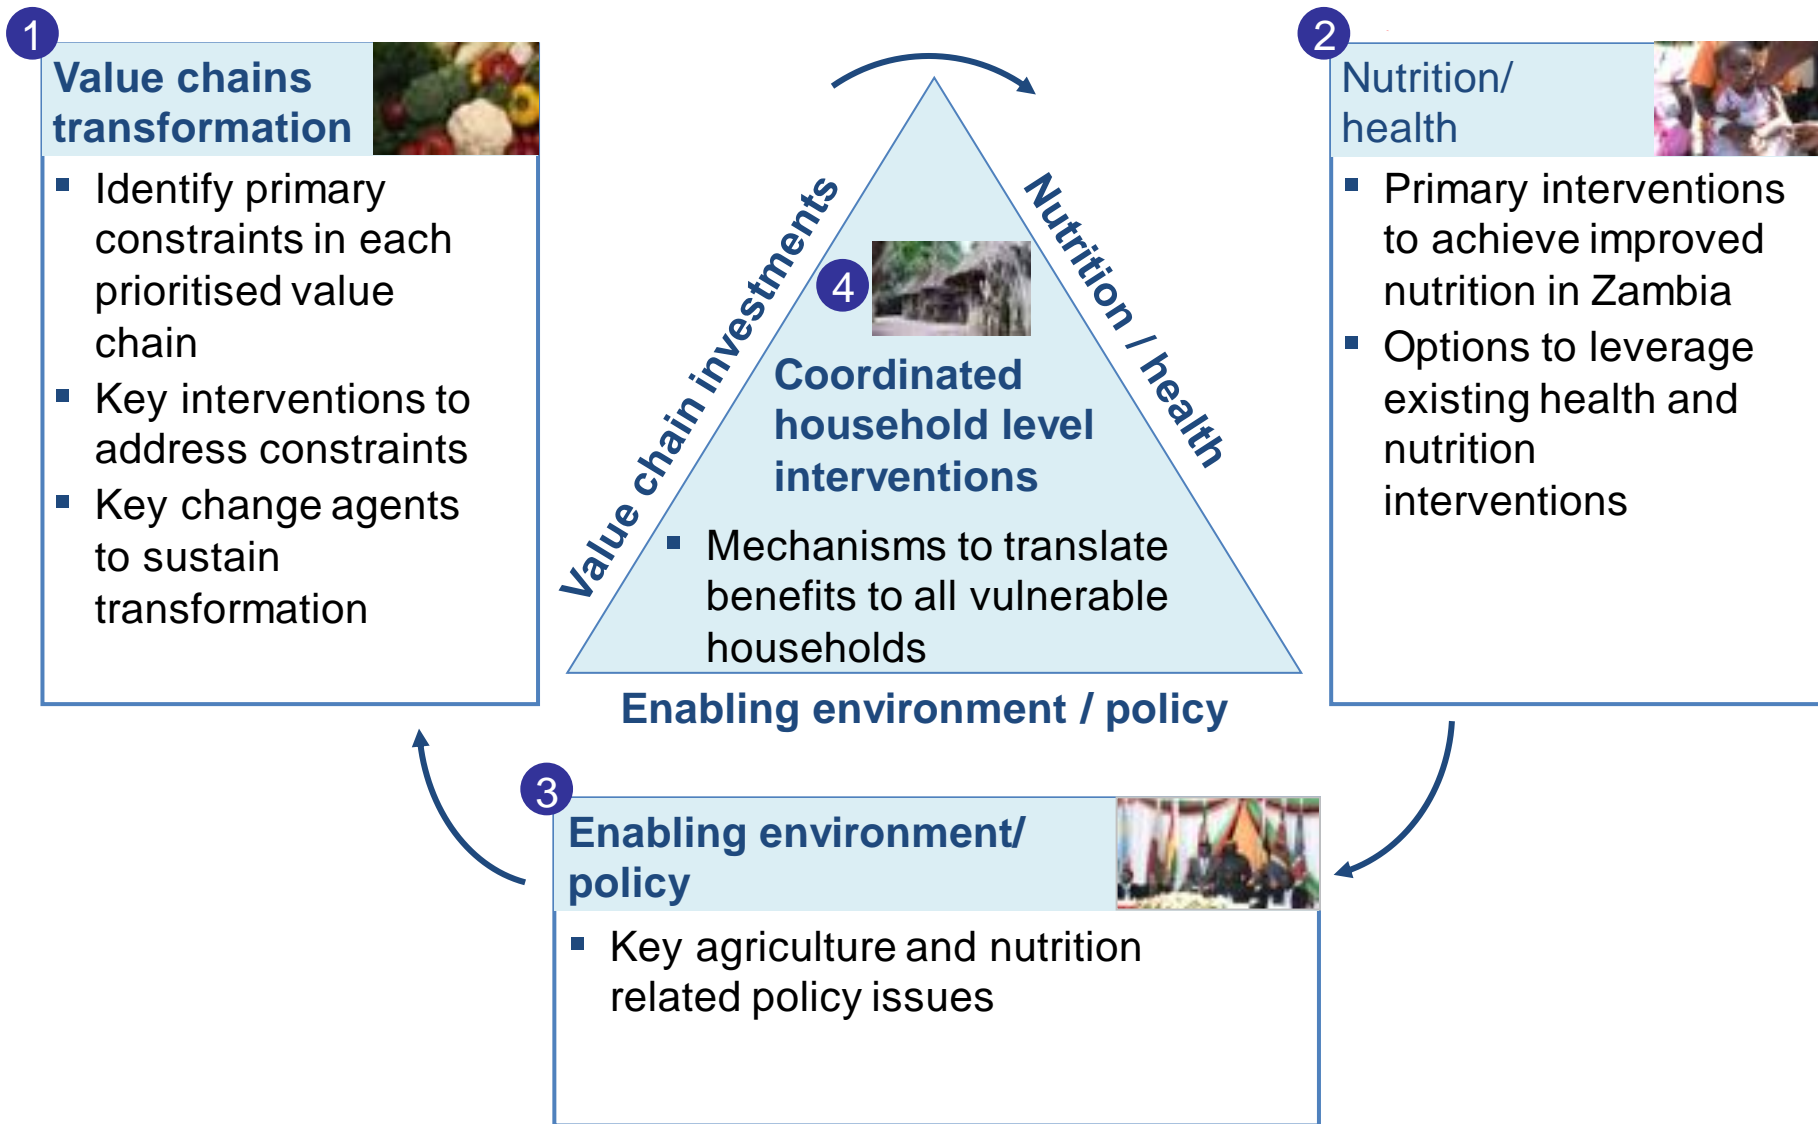 1
Value chains
transformation
▪ Identify primary
constraints in each
prioritised value
chain
▪ Key interventions to
address constraints
▪ Key change agents
to sustain
transformation
Value chain investments
Nutrition / health
4
Coordinated
household level
interventions
▪ Mechanisms to translate
benefits to all vulnerable
households
Enabling environment / policy
2
Nutrition/
health
▪ Primary interventions
to achieve improved
nutrition in Zambia
▪ Options to leverage
existing health and
nutrition
interventions
3
Enabling environment/
policy
▪ Key agriculture and nutrition
related policy issues